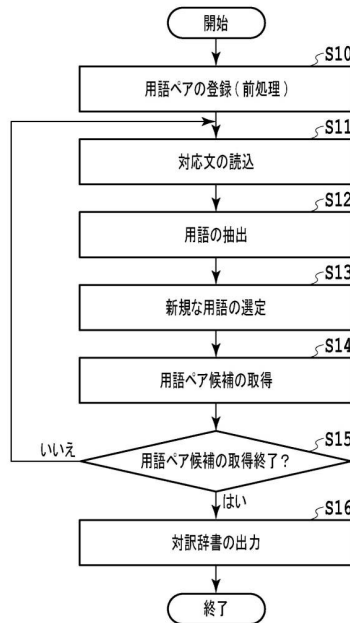 開始
S10
用語ペアの登録(前処理)
S11
対応文の読込
S12
用語の抽出
S13
新規な用語の選定
S14
用語ペア候補の取得
S15
用語ペア候補の取得終了?
いいえ
はい
S16
対訳辞書の出力
終了